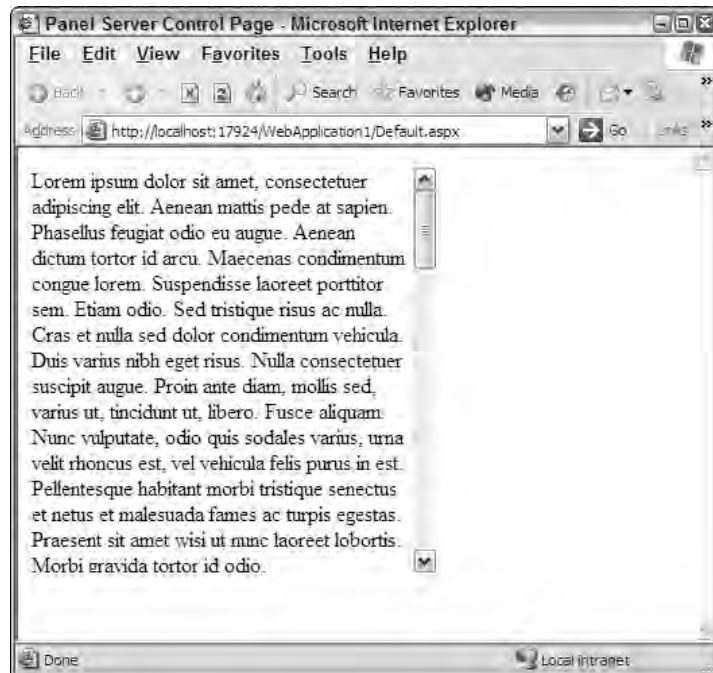 Panel Server Control Page - Microsoft Internet Explorer
File Edit View Favorites Tools Help
Back Search Favorites Media »
Address http://localhost:17924/WebApplication1/Default.aspx Go Links »
Lorem ipsum dolor sit amet, consectetuer
adipiscing elit. Aenean mattis pede at sapien.
Phasellus feugiat odio eu augue. Aenean
dictum tortor id arcu. Maecenas condimentum
congue lorem. Suspendisse laoreet porttitor
sem. Etiam odio. Sed tristique risus ac nulla.
Cras et nulla sed dolor condimentum vehicula.
Duis varius nibh eget risus. Nulla consectetuer
suscipit augue. Proin ante diam, mollis sed,
varius ut, tincidunt ut, libero. Fusce aliquam.
Nunc vulputate, odio quis sodales varius, urna
velit rhoncus est, vel vehicula felis purus in est.
Pellentesque habitant morbi tristique senectus
et netus et malesuada fames ac turpis egestas.
Praesent sit amet wisi ut nunc laoreet lobortis.
Morbi gravida tortor id odio.
Done Local intranet